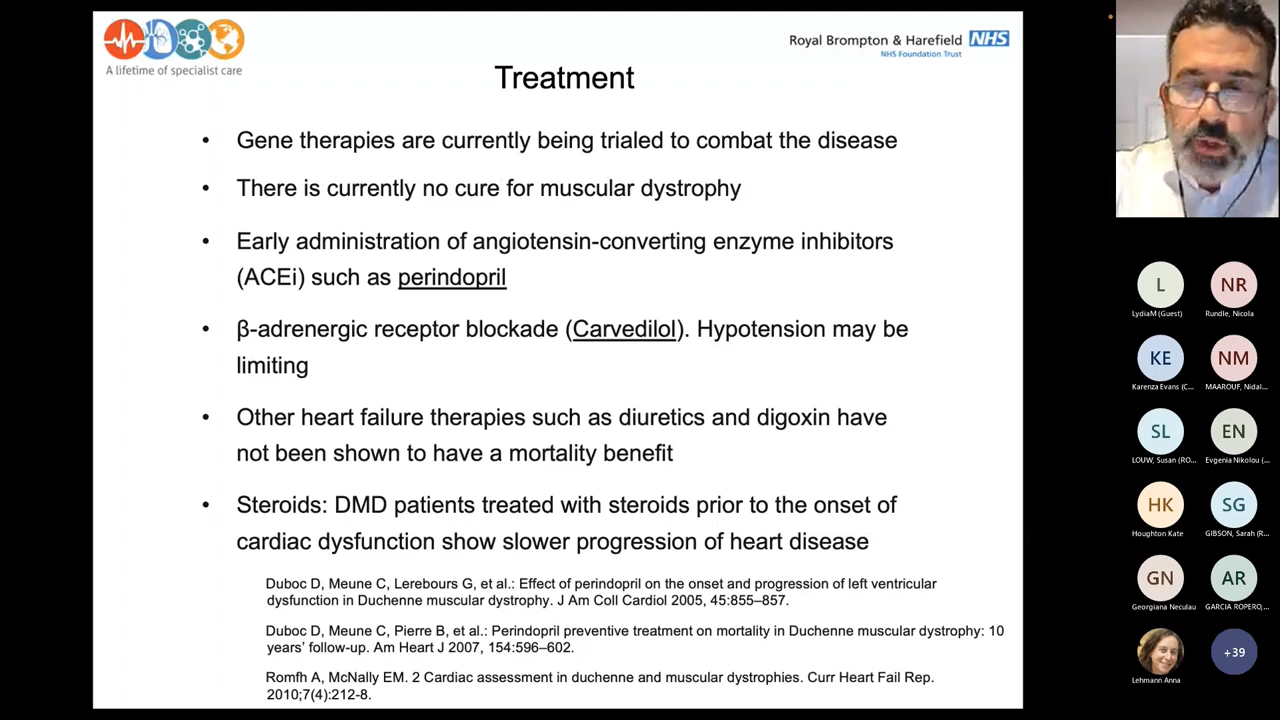 A lifetime of specialist care
Royal Brompton & Harefield NHS
NHS Foundation Trust
Treatment
• Gene therapies are currently being trialed to combat the disease
• There is currently no cure for muscular dystrophy
• Early administration of angiotensin-converting enzyme inhibitors
(ACEi) such as perindopril
• β-adrenergic receptor blockade (Carvedilol). Hypotension may be
limiting
• Other heart failure therapies such as diuretics and digoxin have
not been shown to have a mortality benefit
• Steroids: DMD patients treated with steroids prior to the onset of
cardiac dysfunction show slower progression of heart disease
Duboc D, Meune C, Lerebours G, et al.: Effect of perindopril on the onset and progression of left ventricular
dysfunction in Duchenne muscular dystrophy. J Am Coll Cardiol 2005, 45:855–857.
Duboc D, Meune C, Pierre B, et al.: Perindopril preventive treatment on mortality in Duchenne muscular dystrophy: 10
years’ follow-up. Am Heart J 2007, 154:596–602.
Romfh A, McNally EM. 2 Cardiac assessment in duchenne and muscular dystrophies. Curr Heart Fail Rep.
2010;7(4):212-8.
L NR
LydiaM (Guest) Rundle, Nicola
KE NM
Karenza Evans (C... MAAROUF, Nidal...
SL EN
LOUW, Susan (RO... Evgenia Nikolou (...
HK SG
Houghton Kate GIBSON, Sarah (R...
GN AR
Georgiana Neculau GARCIA ROPERO,...
+39
Lehmann Anna